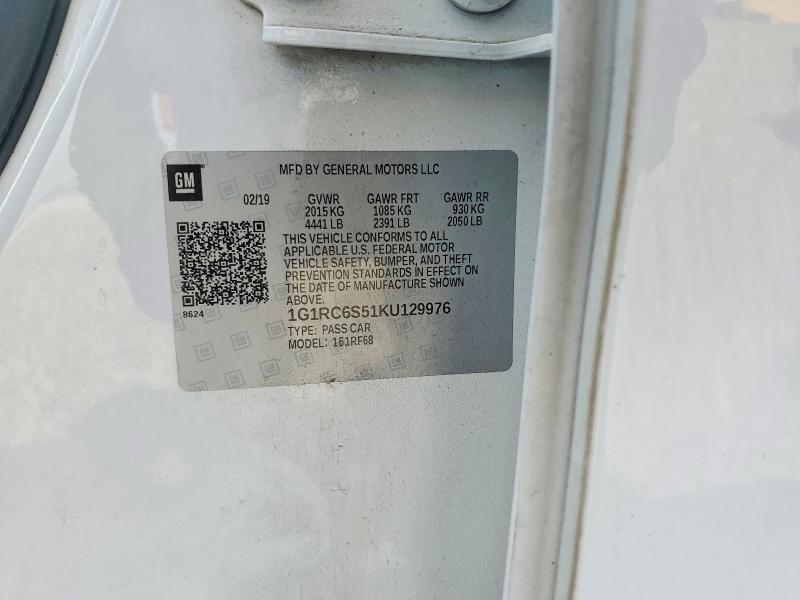 GM
MFD BY GENERAL MOTORS LLC
02/19 GVWR GAWR FRT GAWR RR
2015 KG 1085 KG 930 KG
4441 LB 2391 LB 2050 LB
THIS VEHICLE CONFORMS TO ALL
APPLICABLE U.S. FEDERAL MOTOR
VEHICLE SAFETY, BUMPER, AND THEFT
PREVENTION STANDARDS IN EFFECT ON
THE DATE OF MANUFACTURE SHOWN
ABOVE.
8624
1G1RC6S51KU129976
TYPE: PASS CAR
MODEL: 161RF68